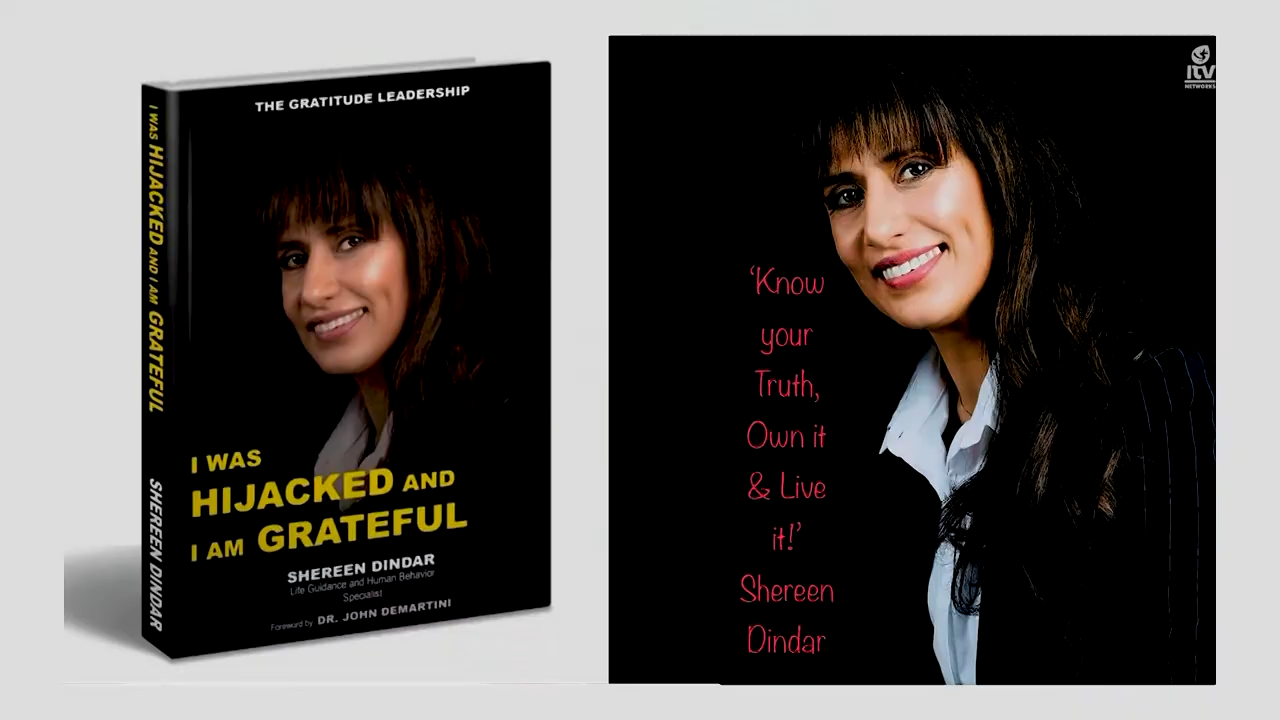 THE GRATITUDE LEADERSHIP
I WAS HIJACKED AND I AM GRATEFUL
SHEREEN DINDAR
I WAS
HIJACKED AND
I AM GRATEFUL
SHEREEN DINDAR
Life Guidance and Human Behavior
Specialist
Foreword by DR. JOHN DEMARTINI
‘Know
your
Truth,
Own it
& Live
it!’
Shereen
Dindar
itv
NETWORKS